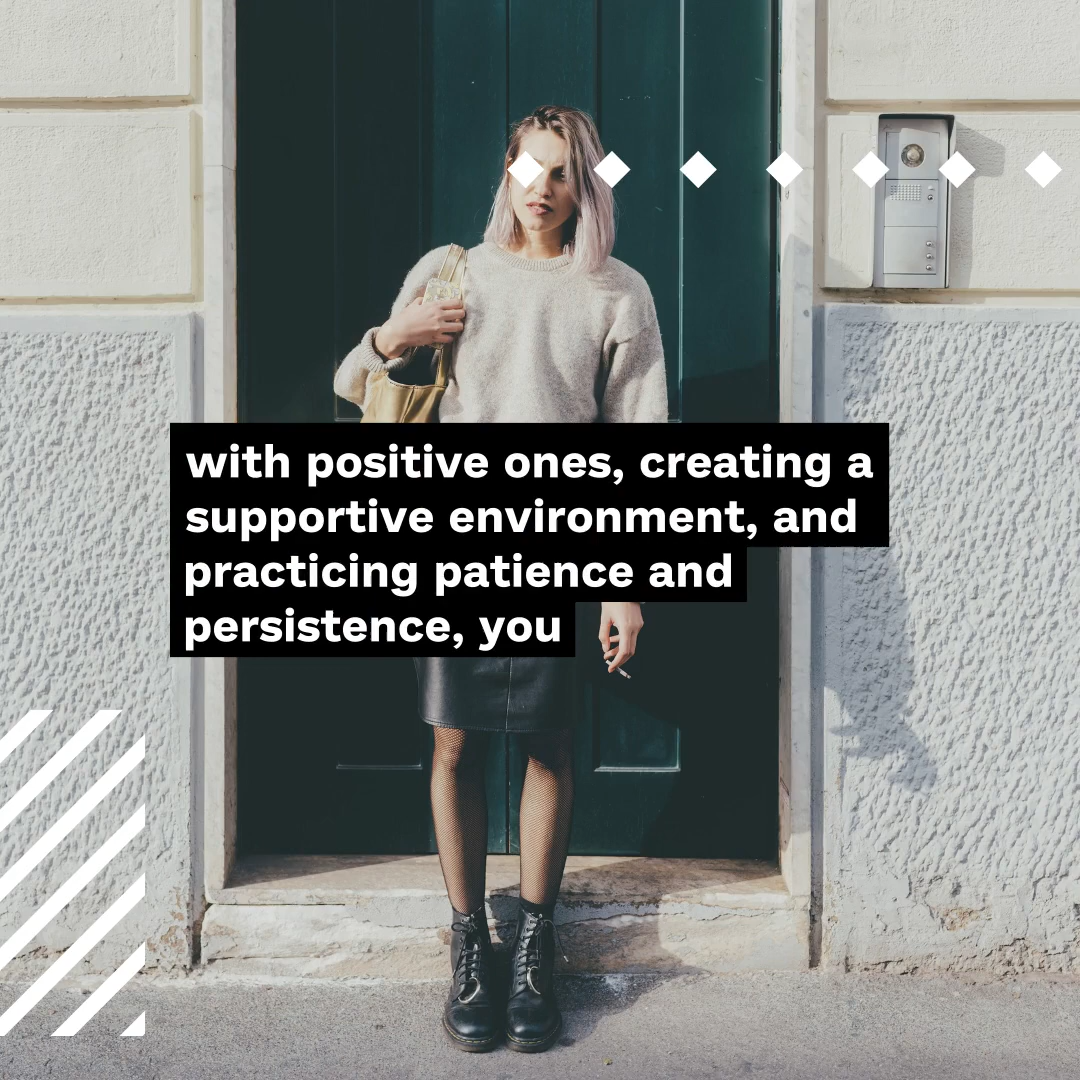 with positive ones, creating a
supportive environment, and
practicing patience and
persistence, you